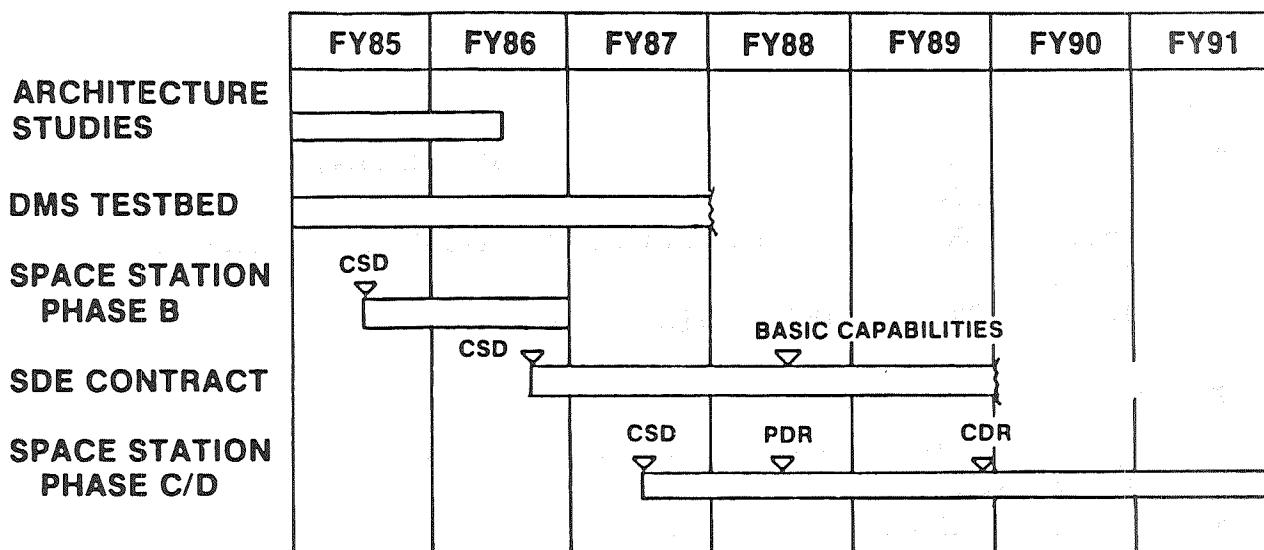 FY85 FY86 FY87 FY88 FY89 FY90 FY91
ARCHITECTURE
STUDIES
DMS TESTBED
CSD
SPACE STATION
PHASE B
BASIC CAPABILITIES
CSD
SDE CONTRACT
CSD PDR CDR
SPACE STATION
PHASE C/D